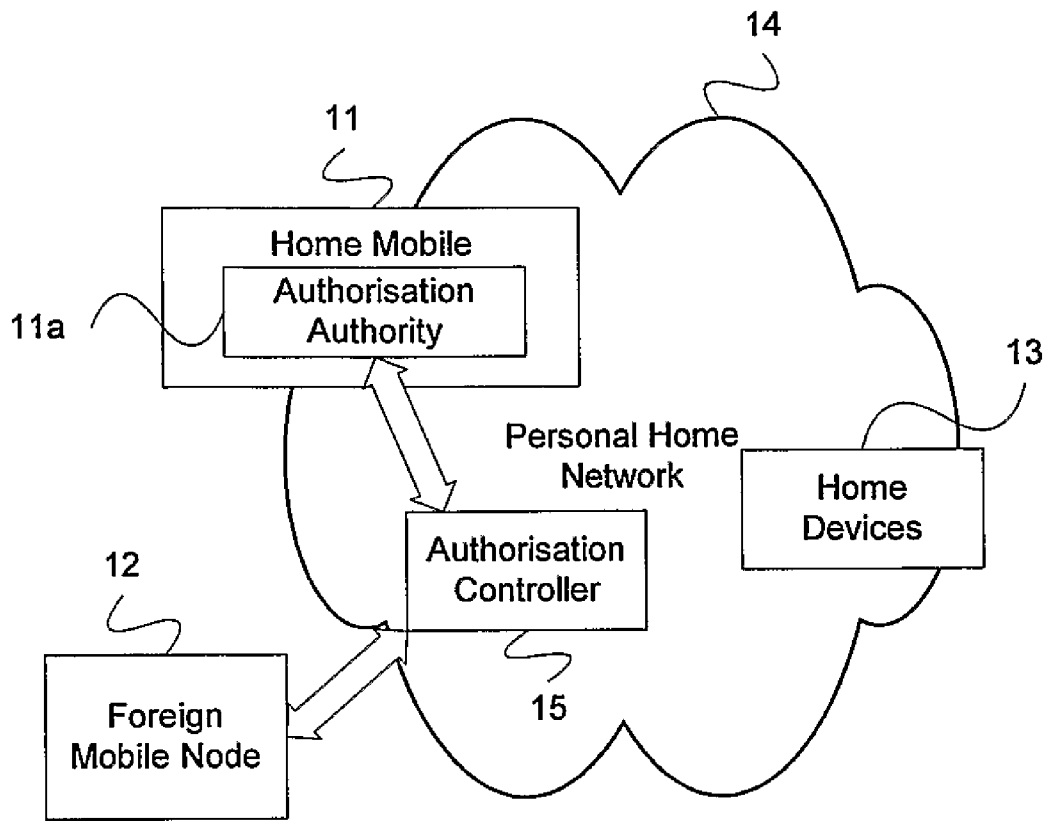 14
11
Home Mobile
Authorisation
Authority
11a
13
Personal Home
Network
Home
Devices
Authorisation
Controller
12
15
Foreign
Mobile Node